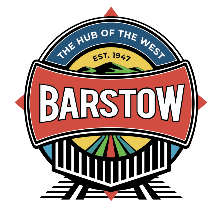 THE HUB OF THE WEST
EST. 1947
BARSTOW